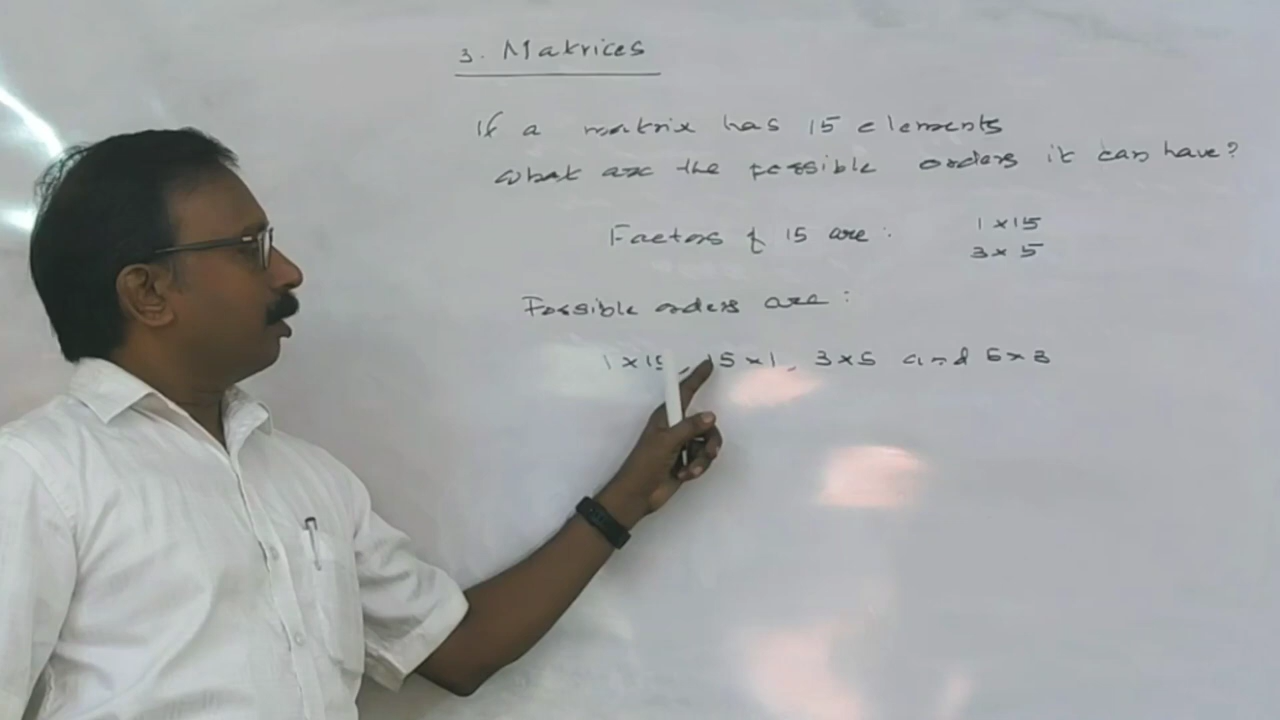 3. Matrices
If a matrix has 15 elements
what are the possible orders it can have?
Factors of 15 are : 1 × 15
3 × 5
Possible orders are :
1 × 15, 15 × 1, 3 × 5 and 5 × 3